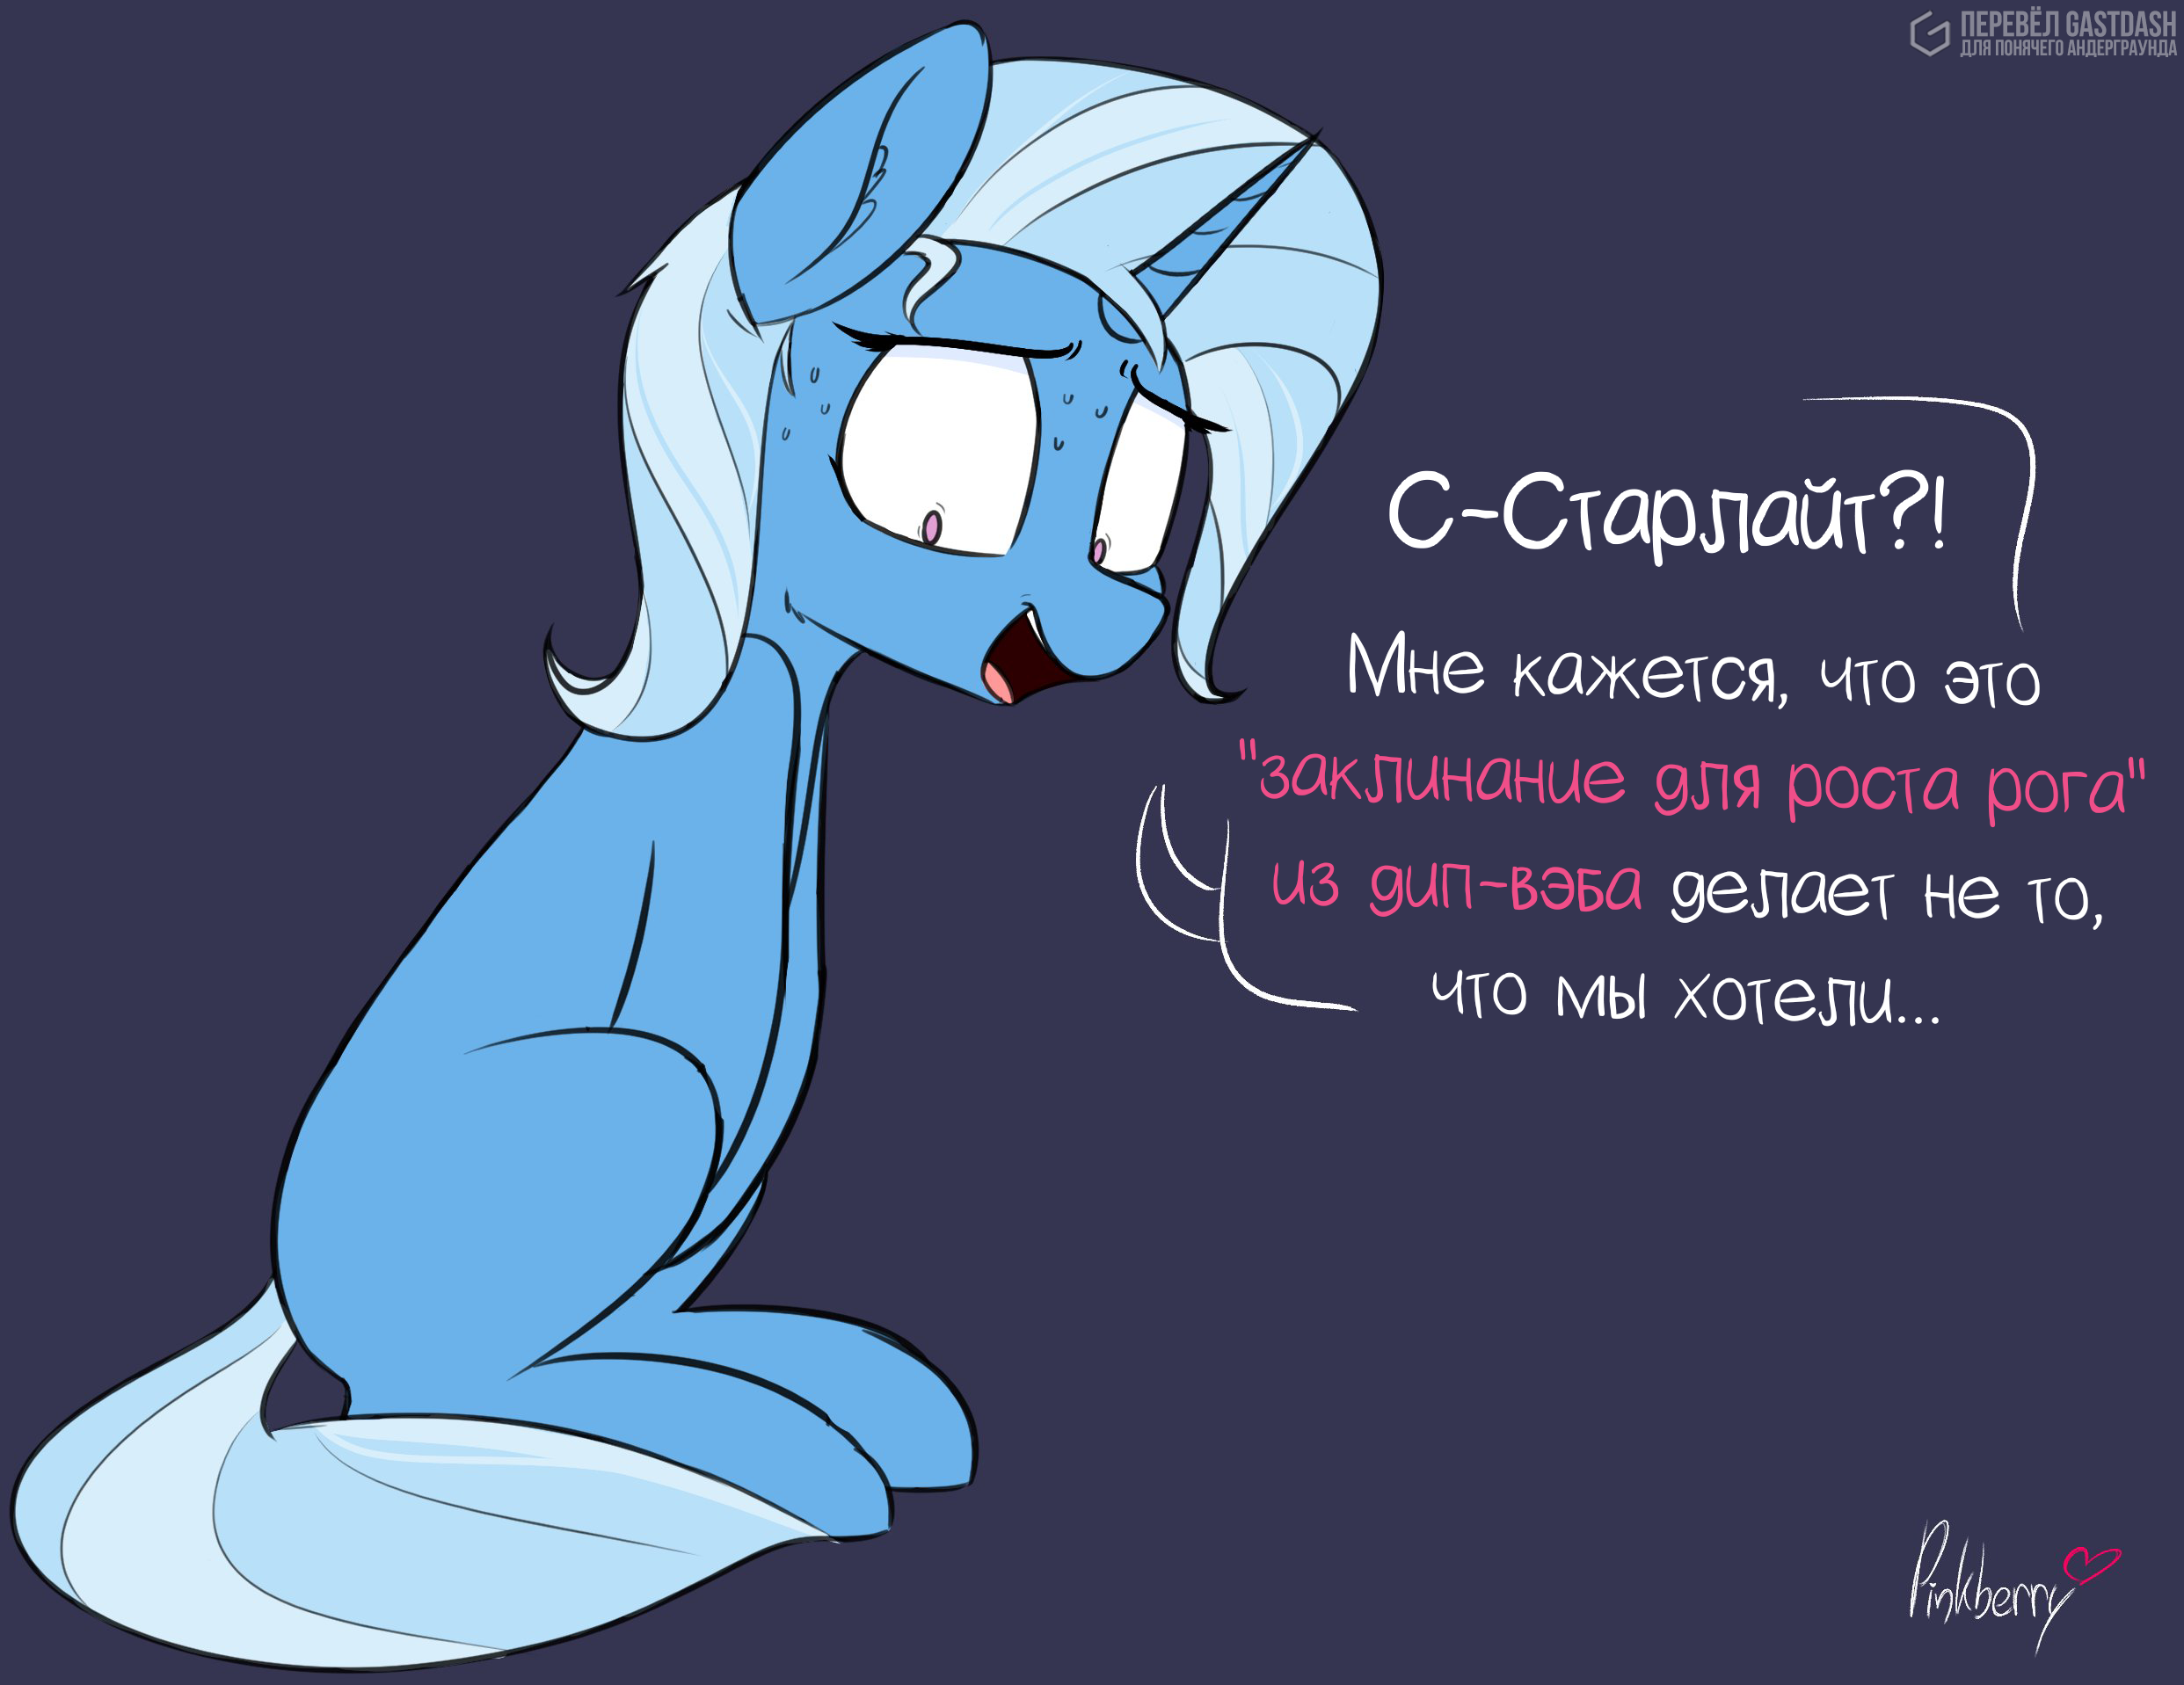 ПЕРЕВЁЛ GASTDASH
ДЛЯ ПОНЯЧЕГО АНДЕРГРАУНДА
С-Старлайт?!
Мне кажется, что это
"заклинание для роста рога"
из дип-вэба делает не то,
что мы хотели...
Pinkberry